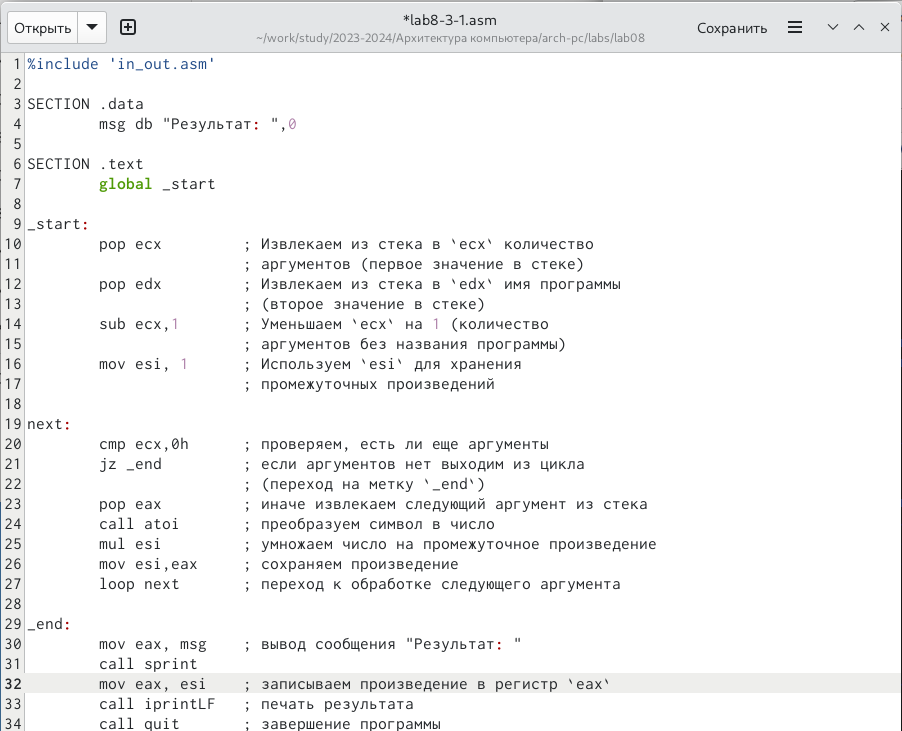 Открыть
*lab8-3-1.asm
~/work/study/2023-2024/Архитектура компьютера/arch-pc/labs/lab08
Сохранить
1 %include 'in_out.asm'
2
3 SECTION .data
4         msg db "Результат: ",0
5
6 SECTION .text
7         global _start
8
9 _start:
10         pop ecx         ; Извлекаем из стека в `ecx` количество
11                         ; аргументов (первое значение в стеке)
12         pop edx         ; Извлекаем из стека в `edx` имя программы
13                         ; (второе значение в стеке)
14         sub ecx,1       ; Уменьшаем `ecx` на 1 (количество
15                         ; аргументов без названия программы)
16         mov esi, 1      ; Используем `esi` для хранения
17                         ; промежуточных произведений
18
19 next:
20         cmp ecx,0h      ; проверяем, есть ли еще аргументы
21         jz _end         ; если аргументов нет выходим из цикла
22                         ; (переход на метку `_end`)
23         pop eax         ; иначе извлекаем следующий аргумент из стека
24         call atoi       ; преобразуем символ в число
25         mul esi         ; умножаем число на промежуточное произведение
26         mov esi,eax     ; сохраняем произведение
27         loop next       ; переход к обработке следующего аргумента
28
29 _end:
30         mov eax, msg    ; вывод сообщения "Результат: "
31         call sprint
32         mov eax, esi    ; записываем произведение в регистр `eax`
33         call iprintLF   ; печать результата
34         call quit       ; завершение программы